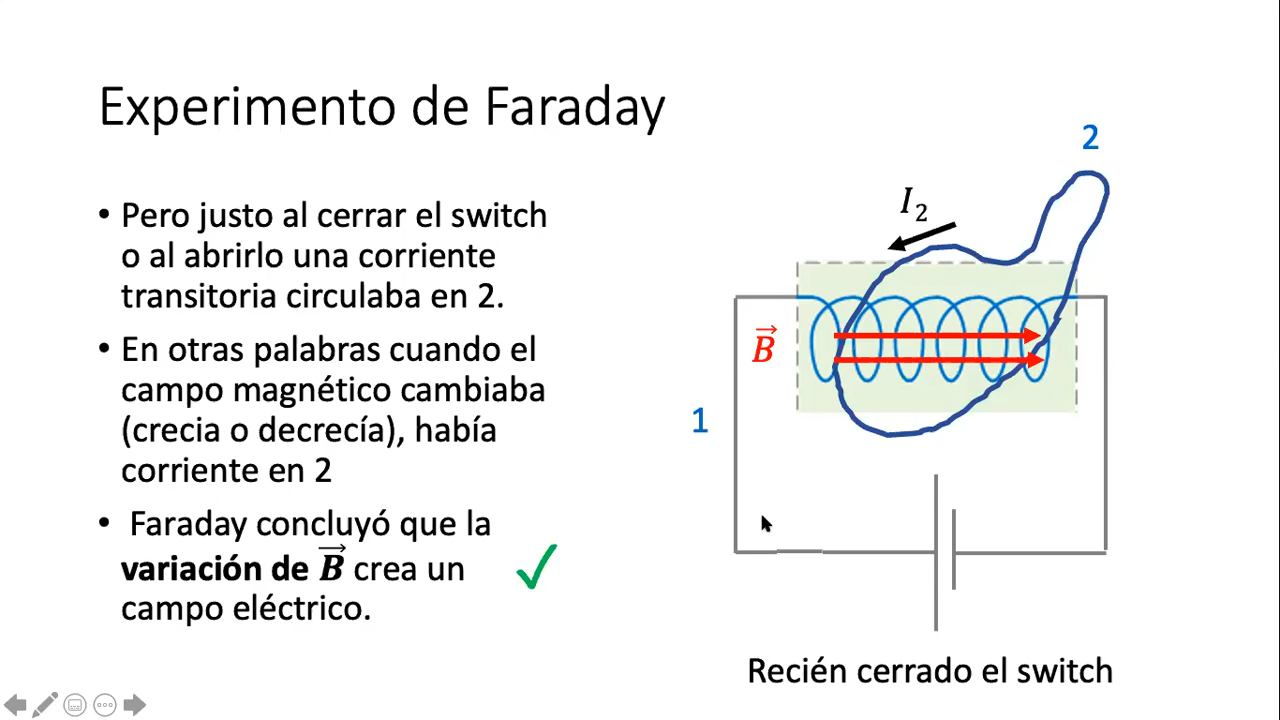 Experimento de Faraday
• Pero justo al cerrar el switch
o al abrirlo una corriente
transitoria circulaba en 2.
• En otras palabras cuando el
campo magnético cambiaba
(crecia o decrecía), había
corriente en 2
• Faraday concluyó que la
variación de B⃗ crea un
campo eléctrico.
2
I₂
B⃗
1
Recién cerrado el switch